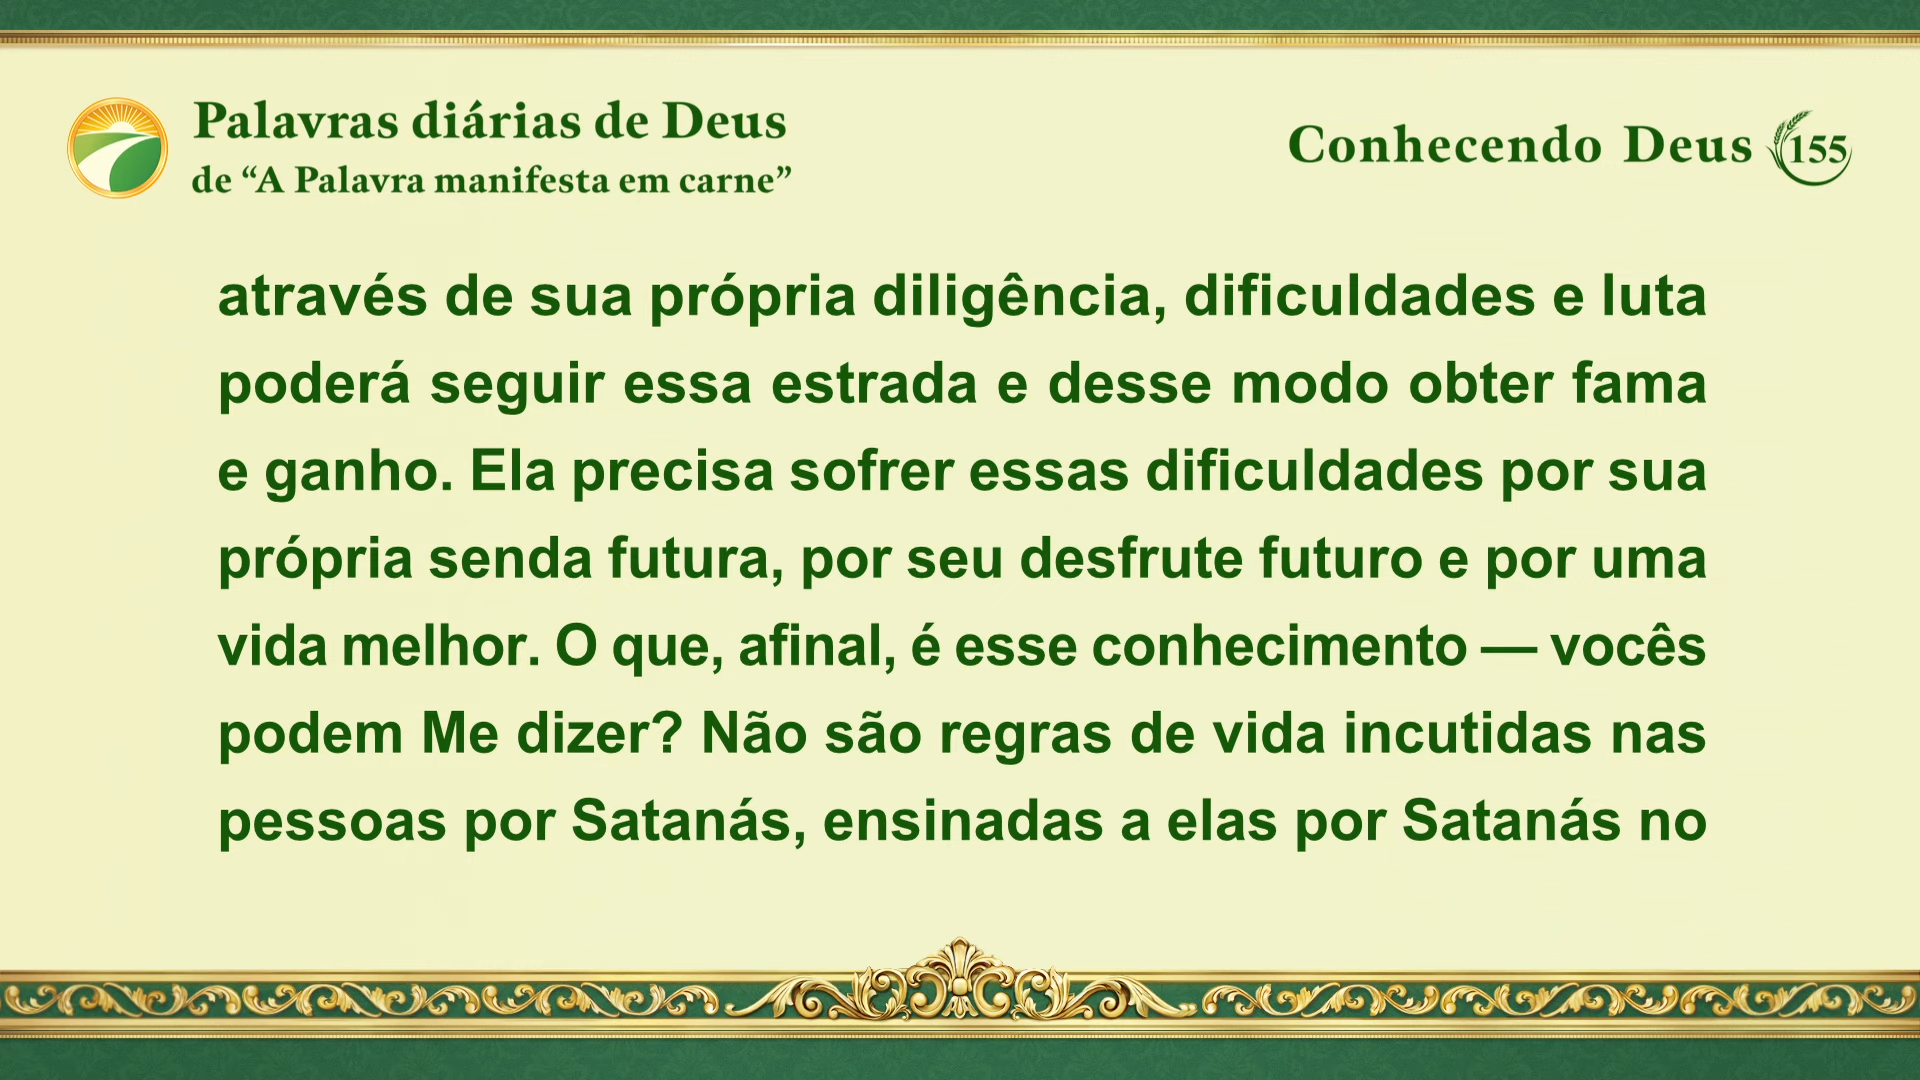 Palavras diárias de Deus
de “A Palavra manifesta em carne”
Conhecendo Deus 155
através de sua própria diligência, dificuldades e luta
poderá seguir essa estrada e desse modo obter fama
e ganho. Ela precisa sofrer essas dificuldades por sua
própria senda futura, por seu desfrute futuro e por uma
vida melhor. O que, afinal, é esse conhecimento — vocês
podem Me dizer? Não são regras de vida incutidas nas
pessoas por Satanás, ensinadas a elas por Satanás no